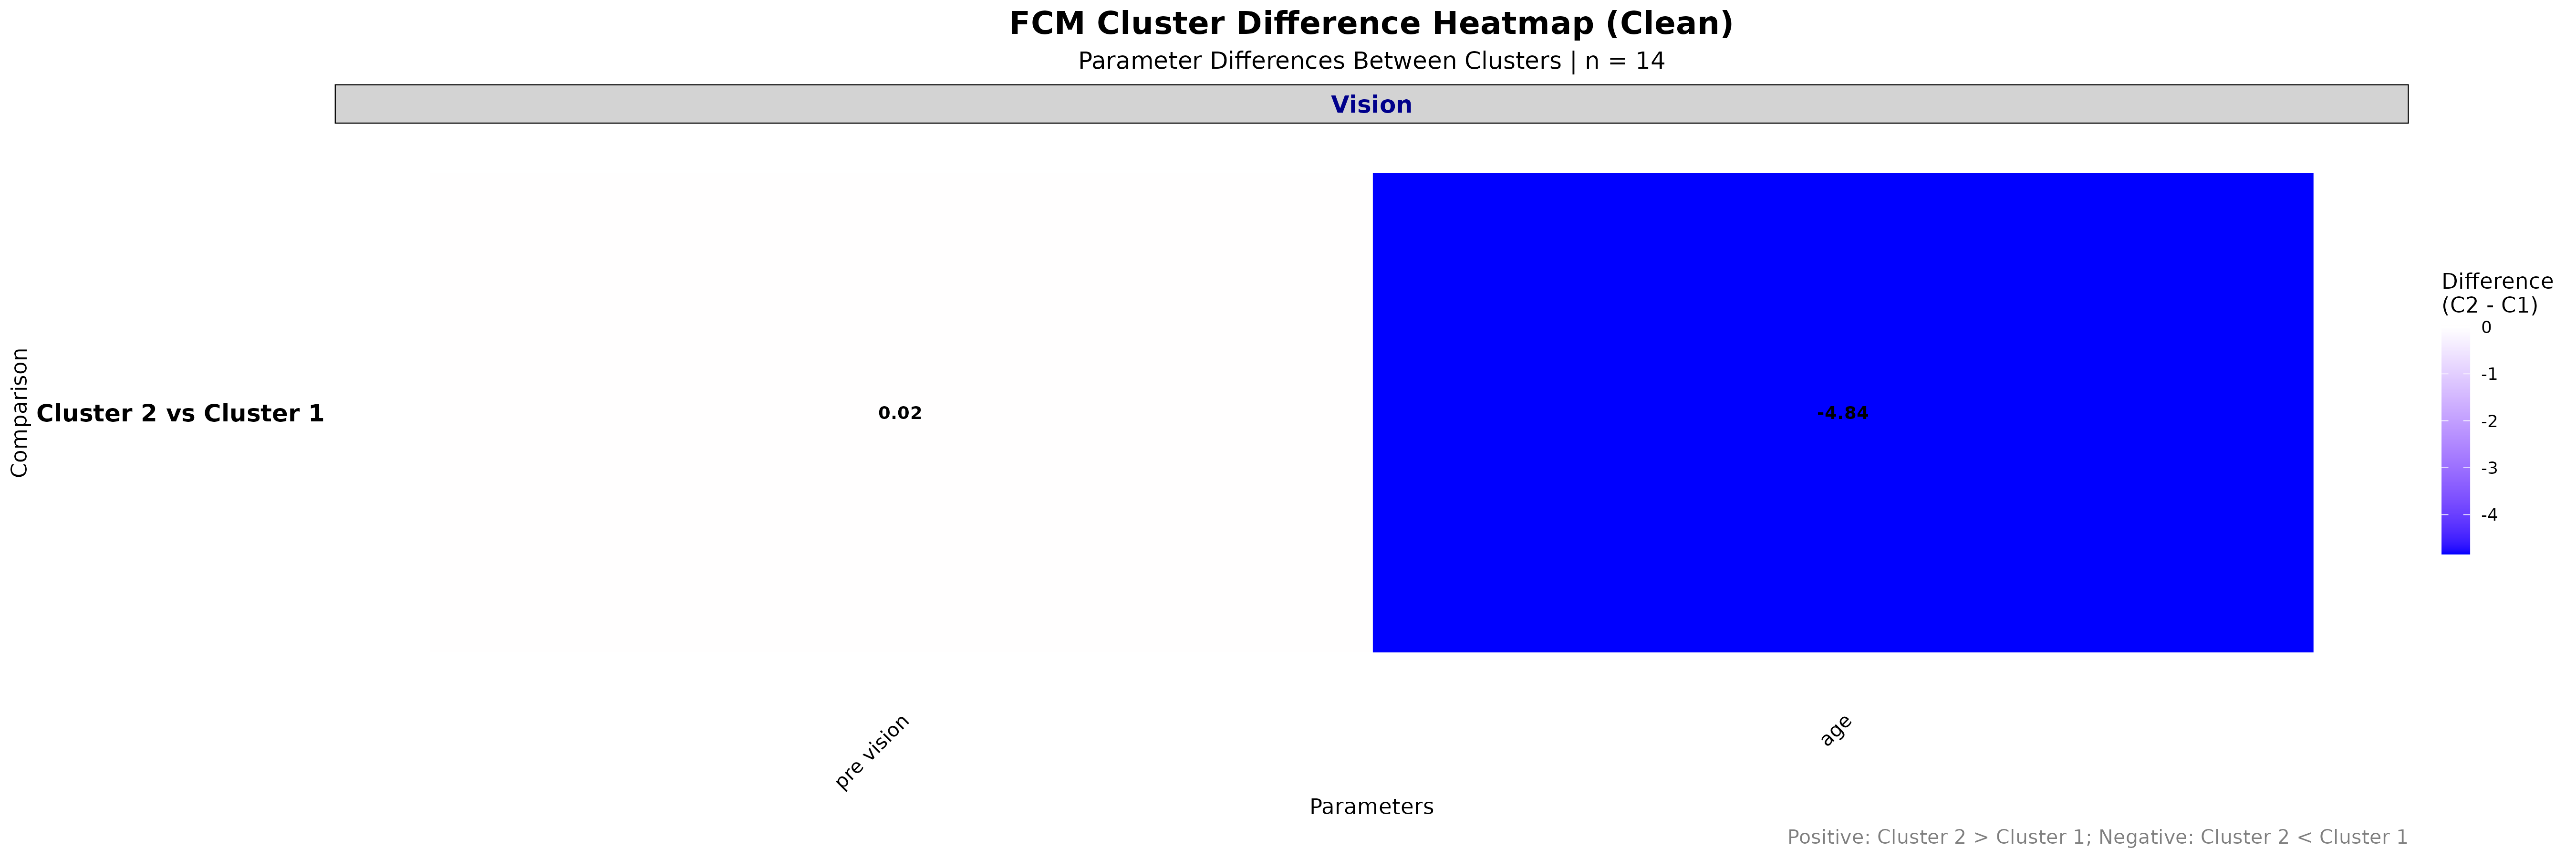 FCM Cluster Difference Heatmap (Clean)
Parameter Differences Between Clusters | n = 14
Vision
Comparison
Cluster 2 vs Cluster 1
0.02
-4.84
Difference
(C2 - C1)
0
-1
-2
-3
-4
pre vision
age
Parameters
Positive: Cluster 2 > Cluster 1; Negative: Cluster 2 < Cluster 1